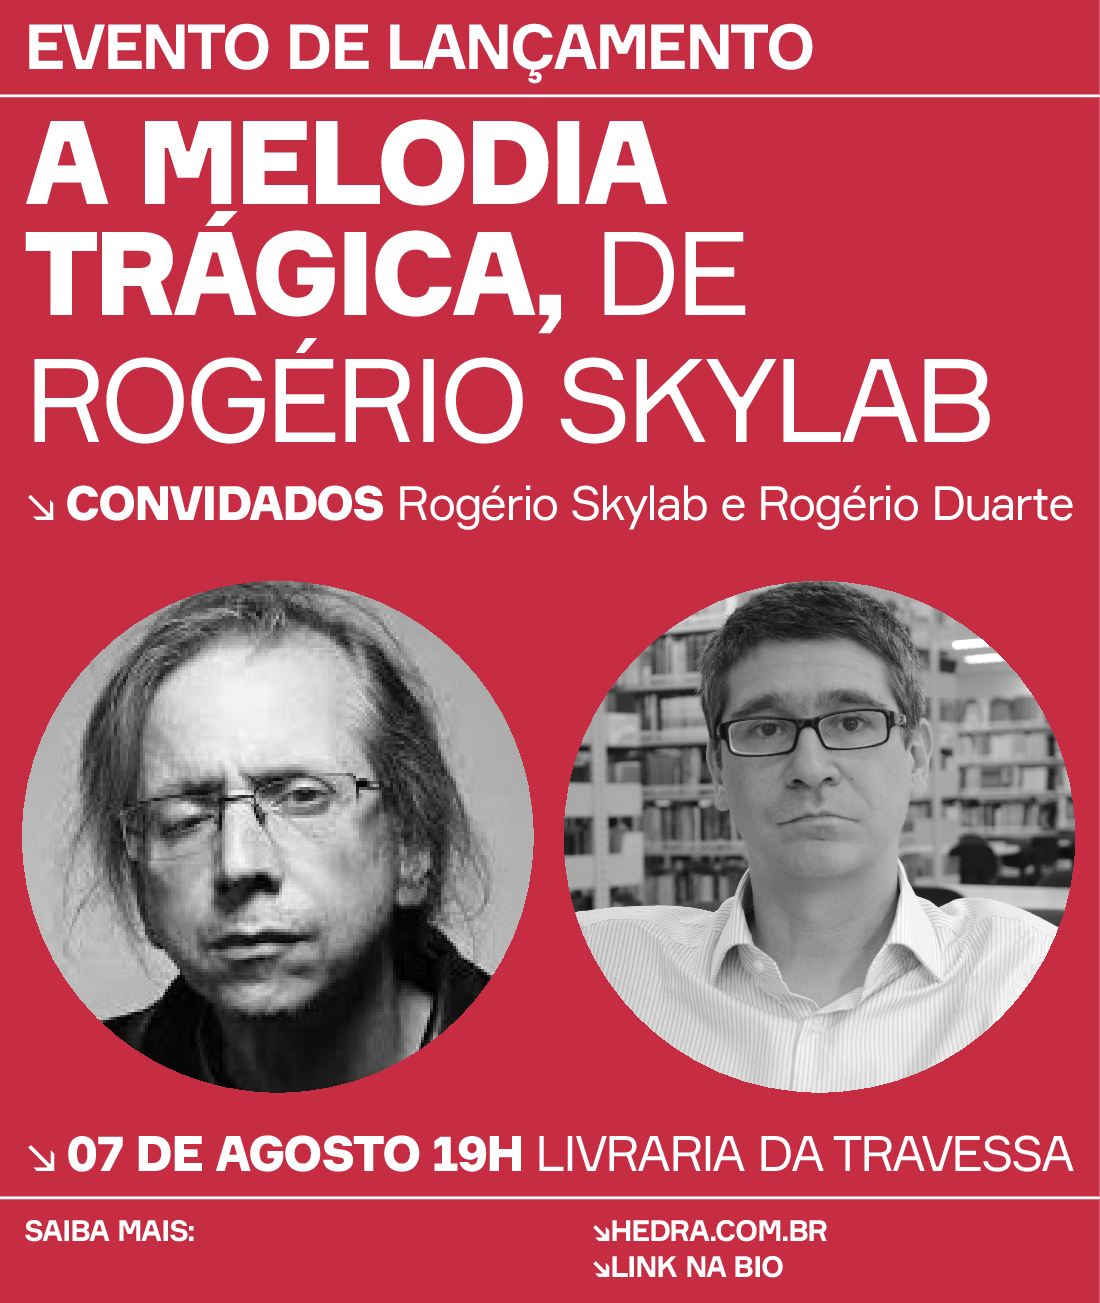 EVENTO DE LANÇAMENTO
A MELODIA
TRÁGICA, DE
ROGÉRIO SKYLAB
↘ CONVIDADOS Rogério Skylab e Rogério Duarte
↘ 07 DE AGOSTO 19H LIVRARIA DA TRAVESSA
SAIBA MAIS:
↘HEDRA.COM.BR
↘LINK NA BIO